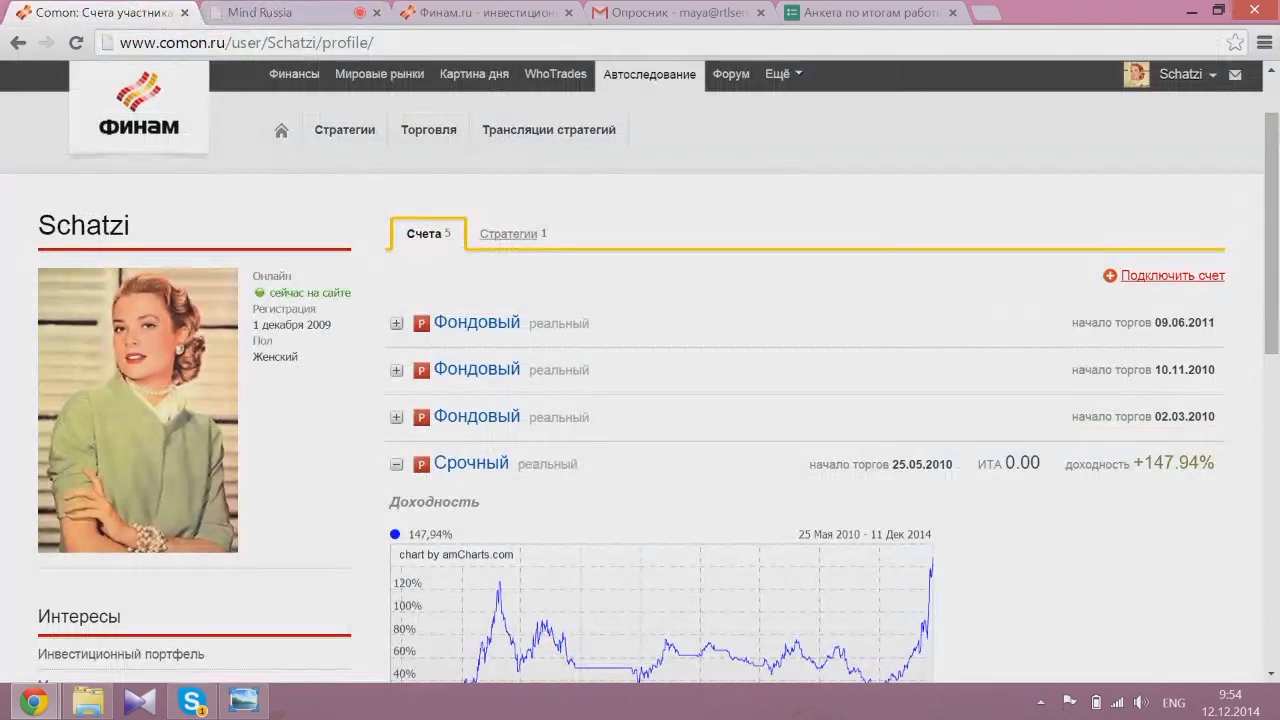 Comon: Счета участника
Mind Russia
Финам.ru - инвестицион
Опросник - maya@rtlserv
Анкета по итогам работ
www.comon.ru/user/Schatzi/profile/
Финансы Мировые рынки Картина дня WhoTrades Автоследование Форум Ещё
Schatzi
ФИНАМ
Стратегии Торговля Трансляции стратегий
Schatzi
Онлайн
сейчас на сайте
Регистрация
1 декабря 2009
Пол
Женский
Интересы
Инвестиционный портфель
Счета 5 Стратегии 1
Подключить счет
P Фондовый реальный начало торгов 09.06.2011
P Фондовый реальный начало торгов 10.11.2010
P Фондовый реальный начало торгов 02.03.2010
P Срочный реальный начало торгов 25.05.2010 ИТА 0.00 доходность +147.94%
Доходность
147,94% 25 Мая 2010 - 11 Дек 2014
chart by amCharts.com
120%
100%
80%
60%
40%
1
ENG
9:54
12.12.2014